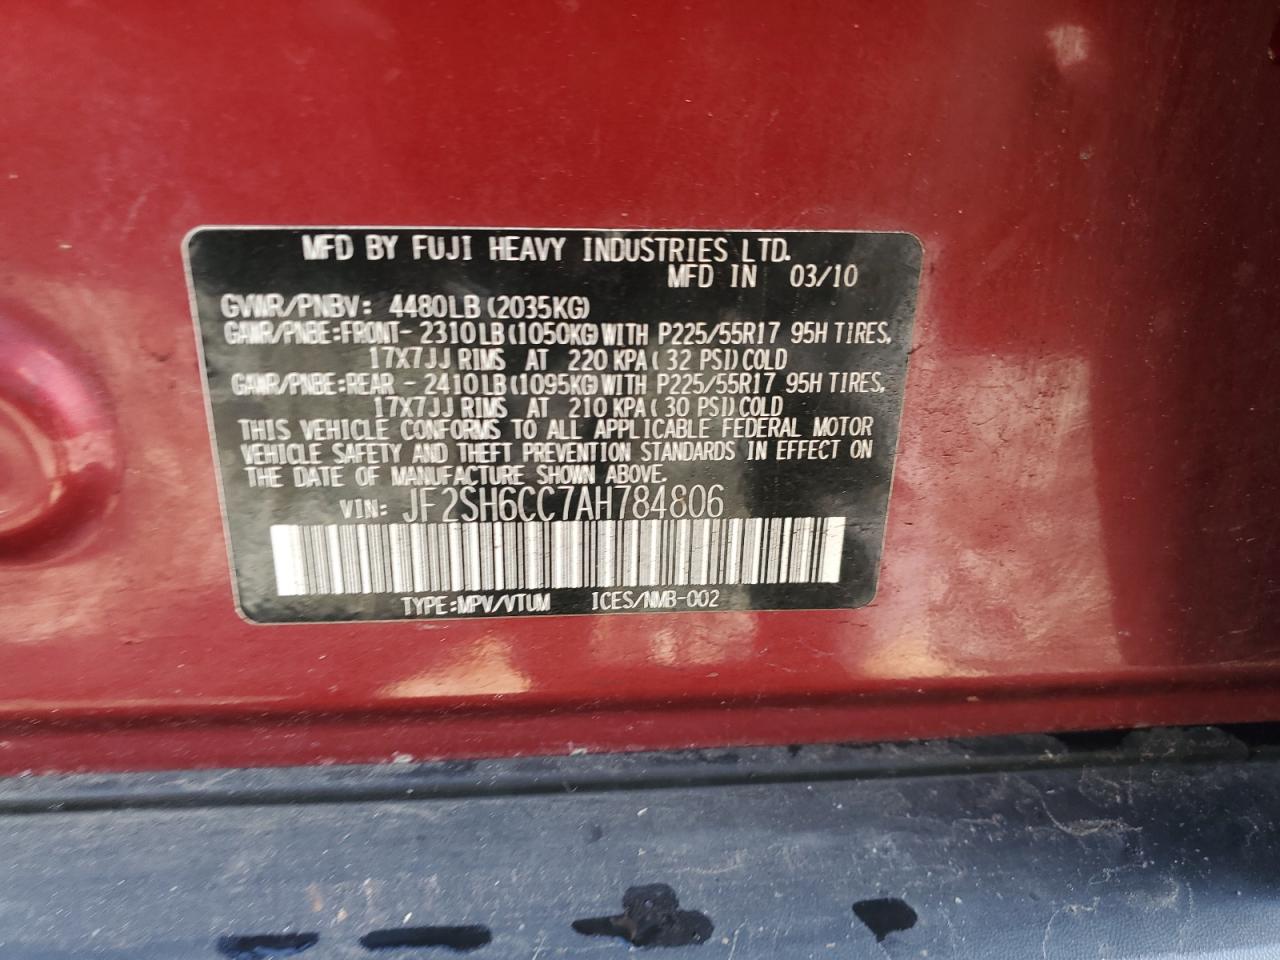 MFD BY FUJI HEAVY INDUSTRIES LTD.
MFD IN 03/10
GVWR/PNBV: 4480LB(2035KG)
GAWR/PNBE:FRONT- 2310LB(1050KG)WITH P225/55R17 95H TIRES,
17X7JJ RIMS AT 220 KPA( 32 PSI)COLD
GAWR/PNBE:REAR - 2410LB(1095KG)WITH P225/55R17 95H TIRES,
17X7JJ RIMS AT 210 KPA( 30 PSI)COLD
THIS VEHICLE CONFORMS TO ALL APPLICABLE FEDERAL MOTOR
VEHICLE SAFETY AND THEFT PREVENTION STANDARDS IN EFFECT ON
THE DATE OF MANUFACTURE SHOWN ABOVE.
VIN: JF2SH6CC7AH784806
TYPE:MPV/VTUM ICES/NMB-002